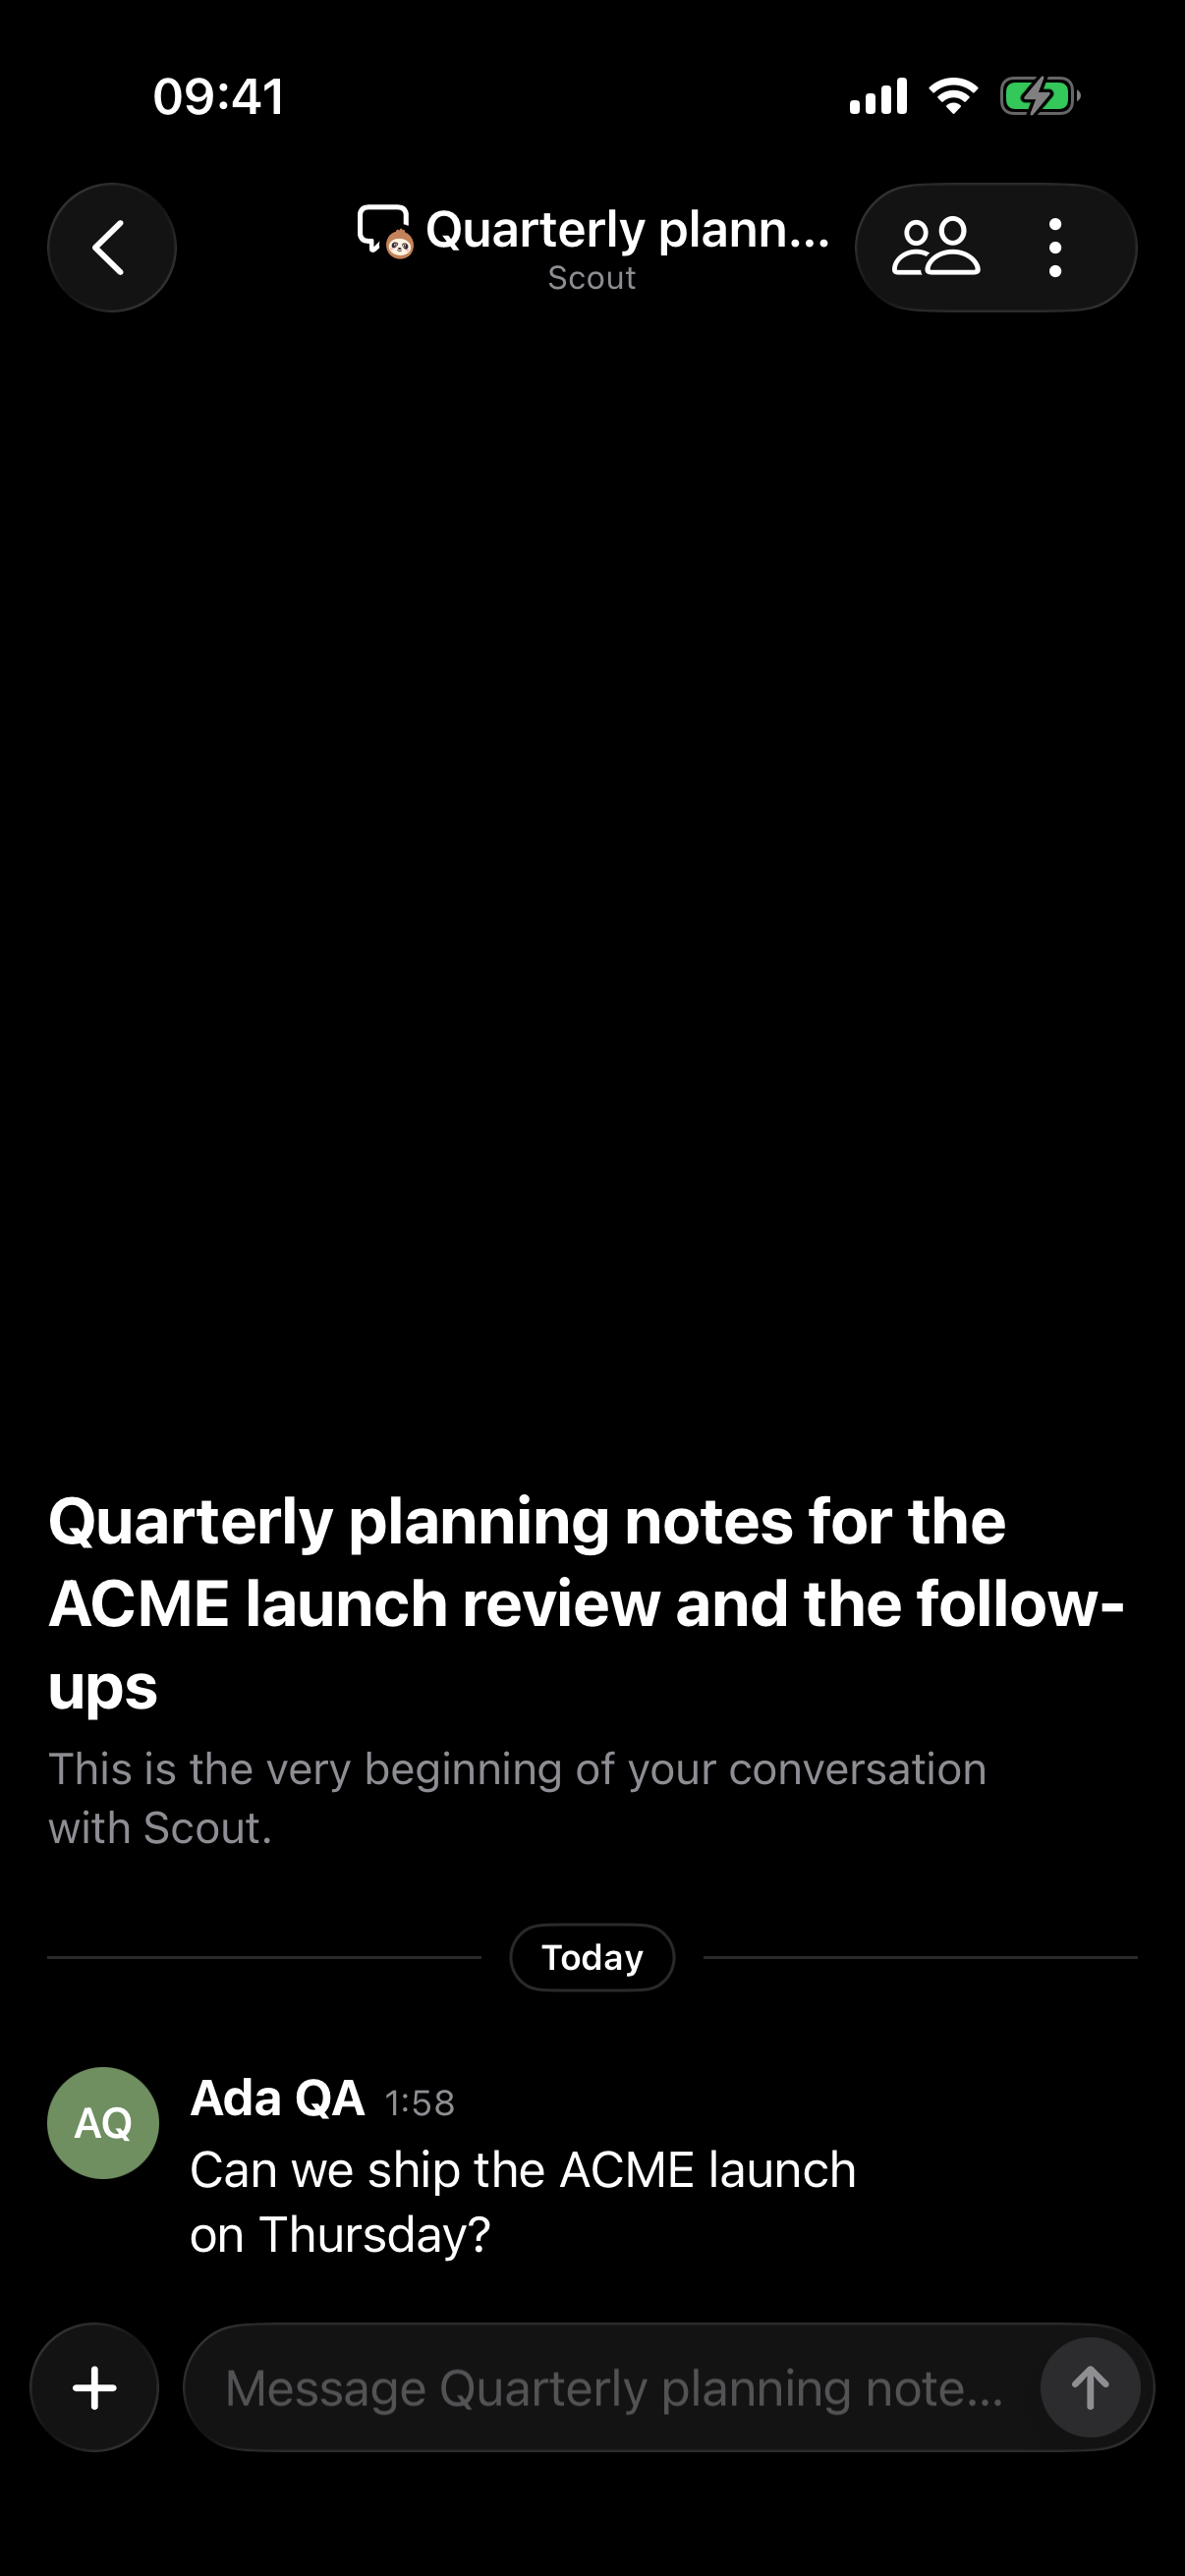 09:41
Quarterly plann...
Scout
Quarterly planning notes for the
ACME launch review and the follow-
ups
This is the very beginning of your conversation
with Scout.
Today
AQ
Ada QA 1:58
Can we ship the ACME launch
on Thursday?
Message Quarterly planning note...